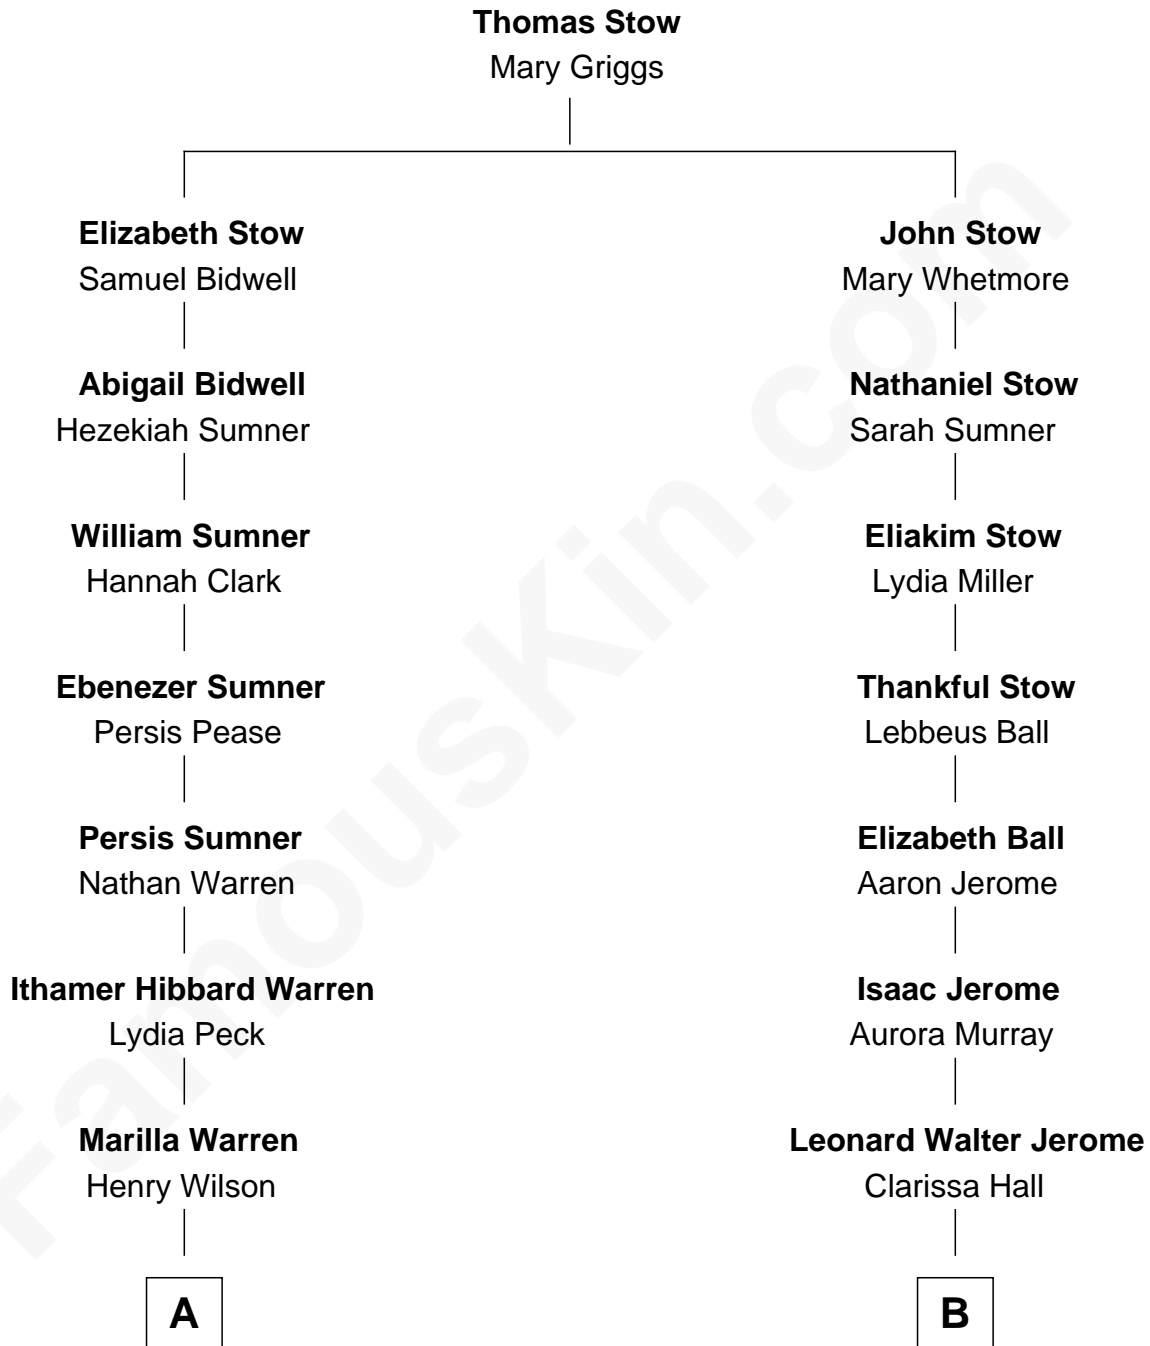 Thomas Stow
Mary Griggs
Elizabeth Stow
Samuel Bidwell
John Stow
Mary Whetmore
Abigail Bidwell
Hezekiah Sumner
Nathaniel Stow
Sarah Sumner
William Sumner
Hannah Clark
Eliakim Stow
Lydia Miller
Ebenezer Sumner
Persis Pease
Thankful Stow
Lebbeus Ball
Persis Sumner
Nathan Warren
Elizabeth Ball
Aaron Jerome
Ithamer Hibbard Warren
Lydia Peck
Isaac Jerome
Aurora Murray
Marilla Warren
Henry Wilson
Leonard Walter Jerome
Clarissa Hall
A
B
FamousKin.com